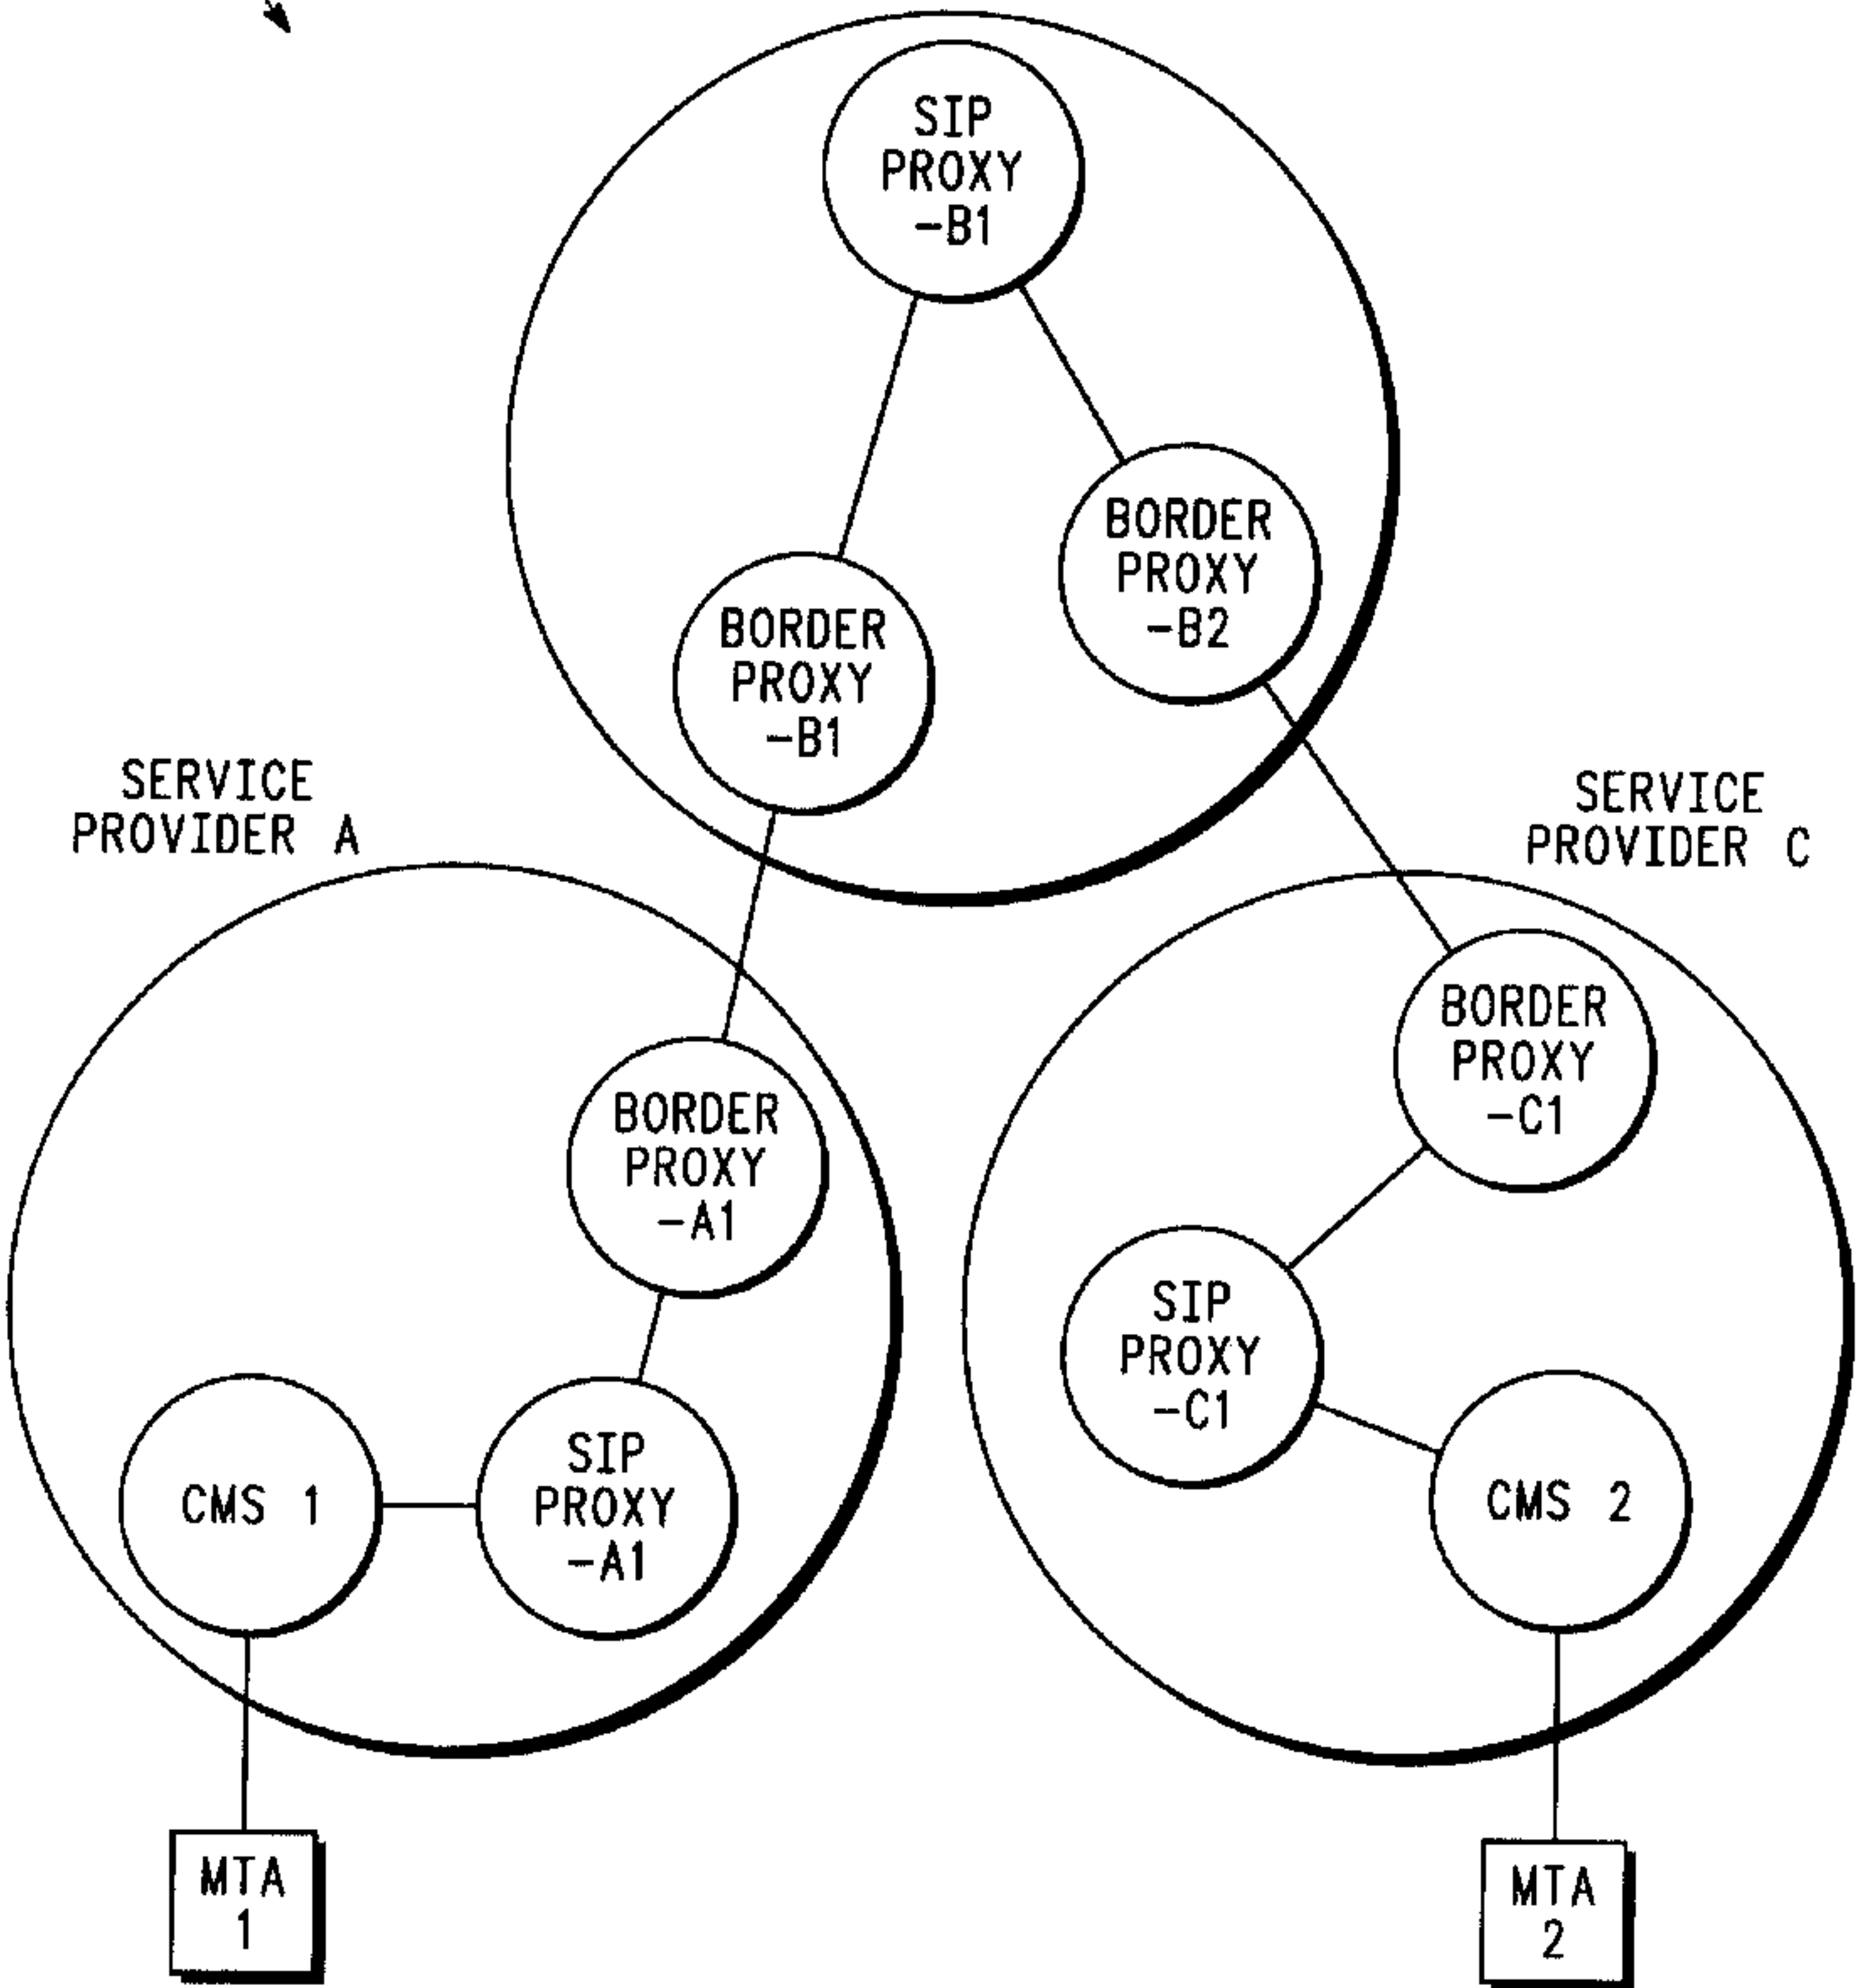 SIP
PROXY
-B1
BORDER
PROXY
-B2
BORDER
PROXY
-B1
SERVICE
PROVIDER A
SERVICE
PROVIDER C
BORDER
PROXY
-A1
BORDER
PROXY
-C1
SIP
PROXY
-C1
CMS 1
SIP
PROXY
-A1
CMS 2
MTA
1
MTA
2